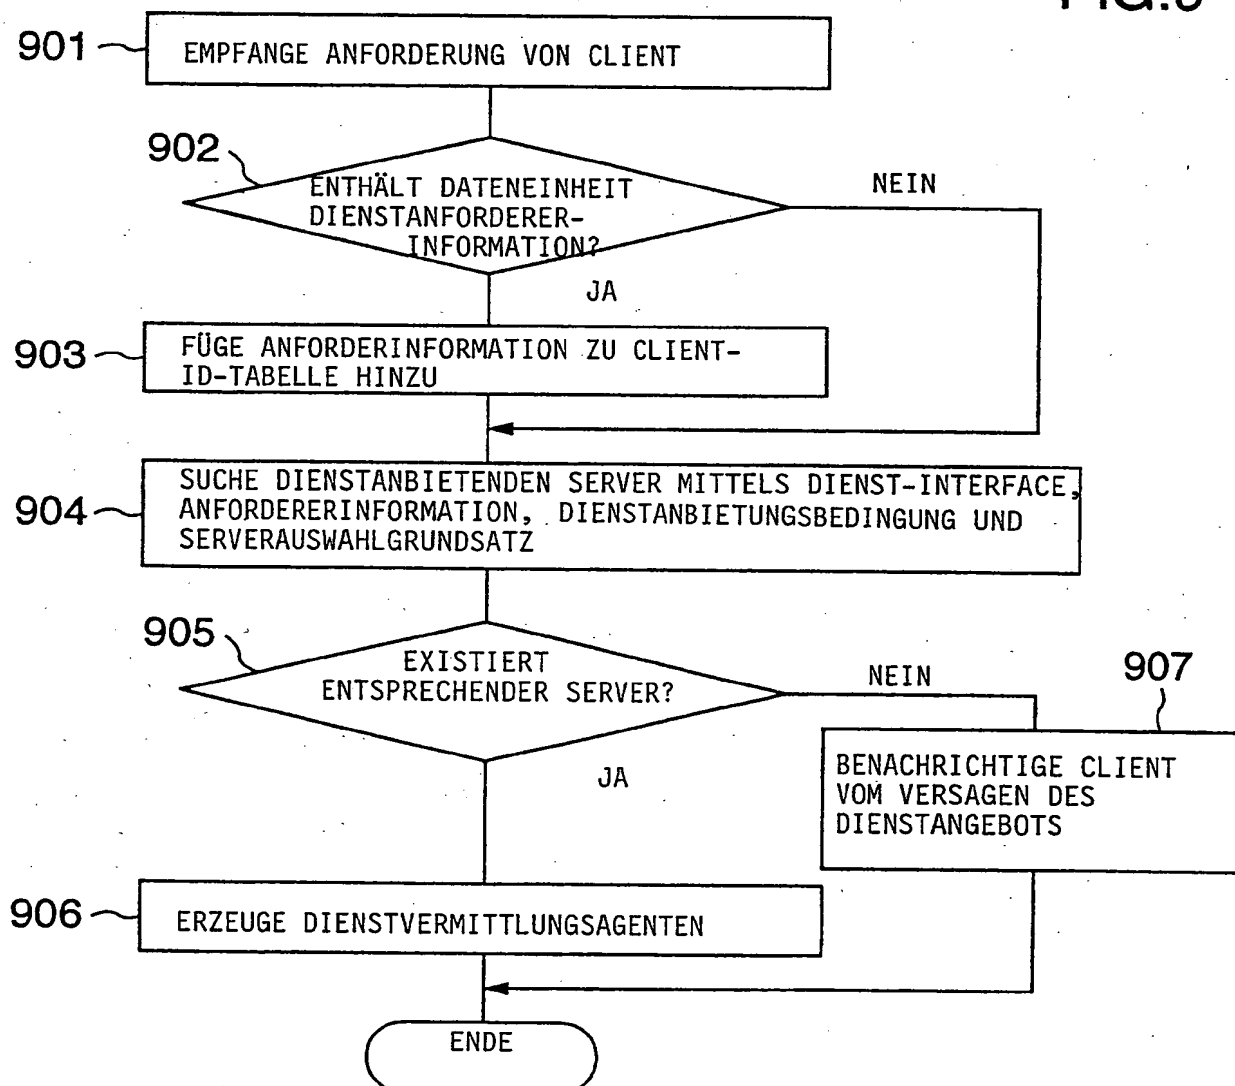 901
EMPFANGE ANFORDERUNG VON CLIENT
902
ENTHÄLT DATENEINHEIT
DIENSTANFORDERER-
INFORMATION?
NEIN
JA
903
FÜGE ANFORDERINFORMATION ZU CLIENT-
ID-TABELLE HINZU
904
SUCHE DIENSTANBIETENDEN SERVER MITTELS DIENST-INTERFACE,
ANFORDERERINFORMATION, DIENSTANBIETUNGSBEDINGUNG UND
SERVERAUSWAHLGRUNDSATZ
905
EXISTIERT
ENTSPRECHENDER SERVER?
NEIN
907
JA
BENACHRICHTIGE CLIENT
VOM VERSAGEN DES
DIENSTANGEBOTS
906
ERZEUGE DIENSTVERMITTLUNGSAGENTEN
ENDE